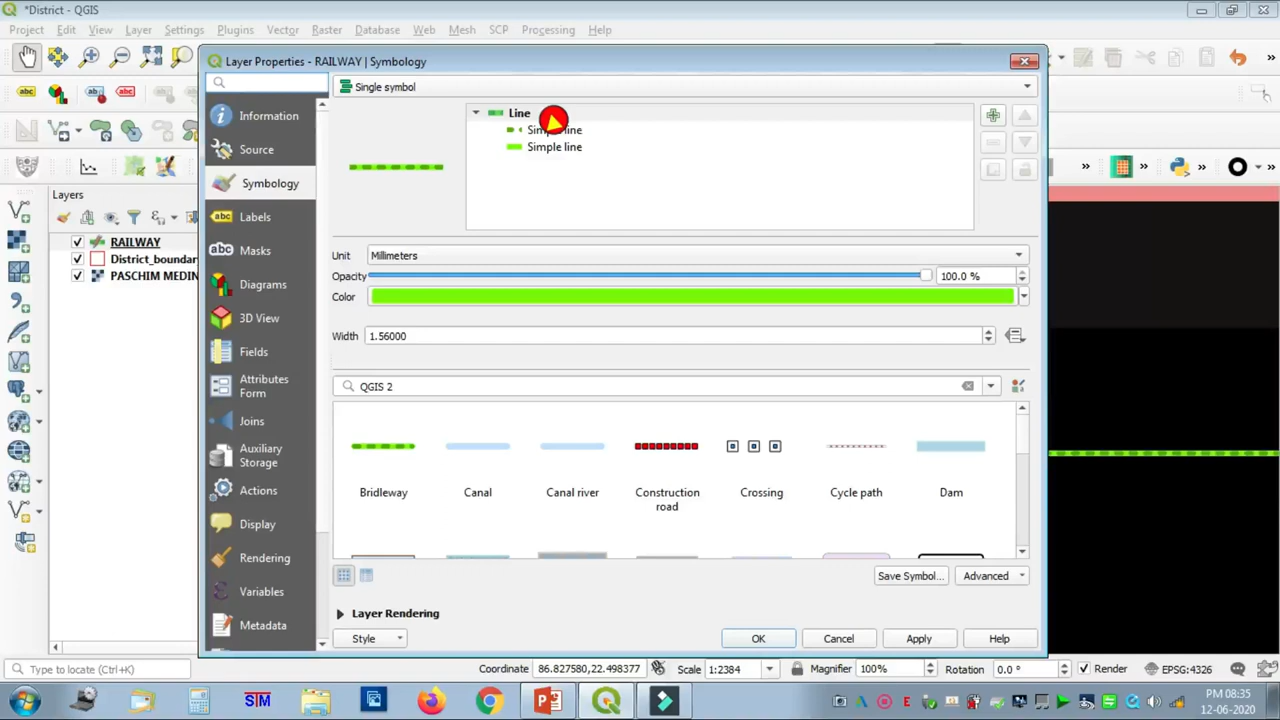 *District - QGIS
Project Edit View Layer Settings Plugins Vector Raster Database Web Mesh SCP Processing Help
Layer Properties - RAILWAY | Symbology
Single symbol
Information
Source
Symbology
Labels
Masks
Diagrams
3D View
Fields
Attributes
Form
Joins
Auxiliary
Storage
Actions
Display
Rendering
Variables
Metadata
Line
Simple line
Simple line
Unit Millimeters
Opacity 100.0 %
Color
Width 1.56000
QGIS 2
Bridleway Canal Canal river Construction road Crossing Cycle path Dam
Save Symbol... Advanced
Layer Rendering
Style OK Cancel Apply Help
Layers
RAILWAY
District_boundar
PASCHIM MEDIN
Type to locate (Ctrl+K) Coordinate 86.827580,22.498377 Scale 1:2384 Magnifier 100% Rotation 0.0 ° Render EPSG:4326
STM
PM 08:35
12-06-2020